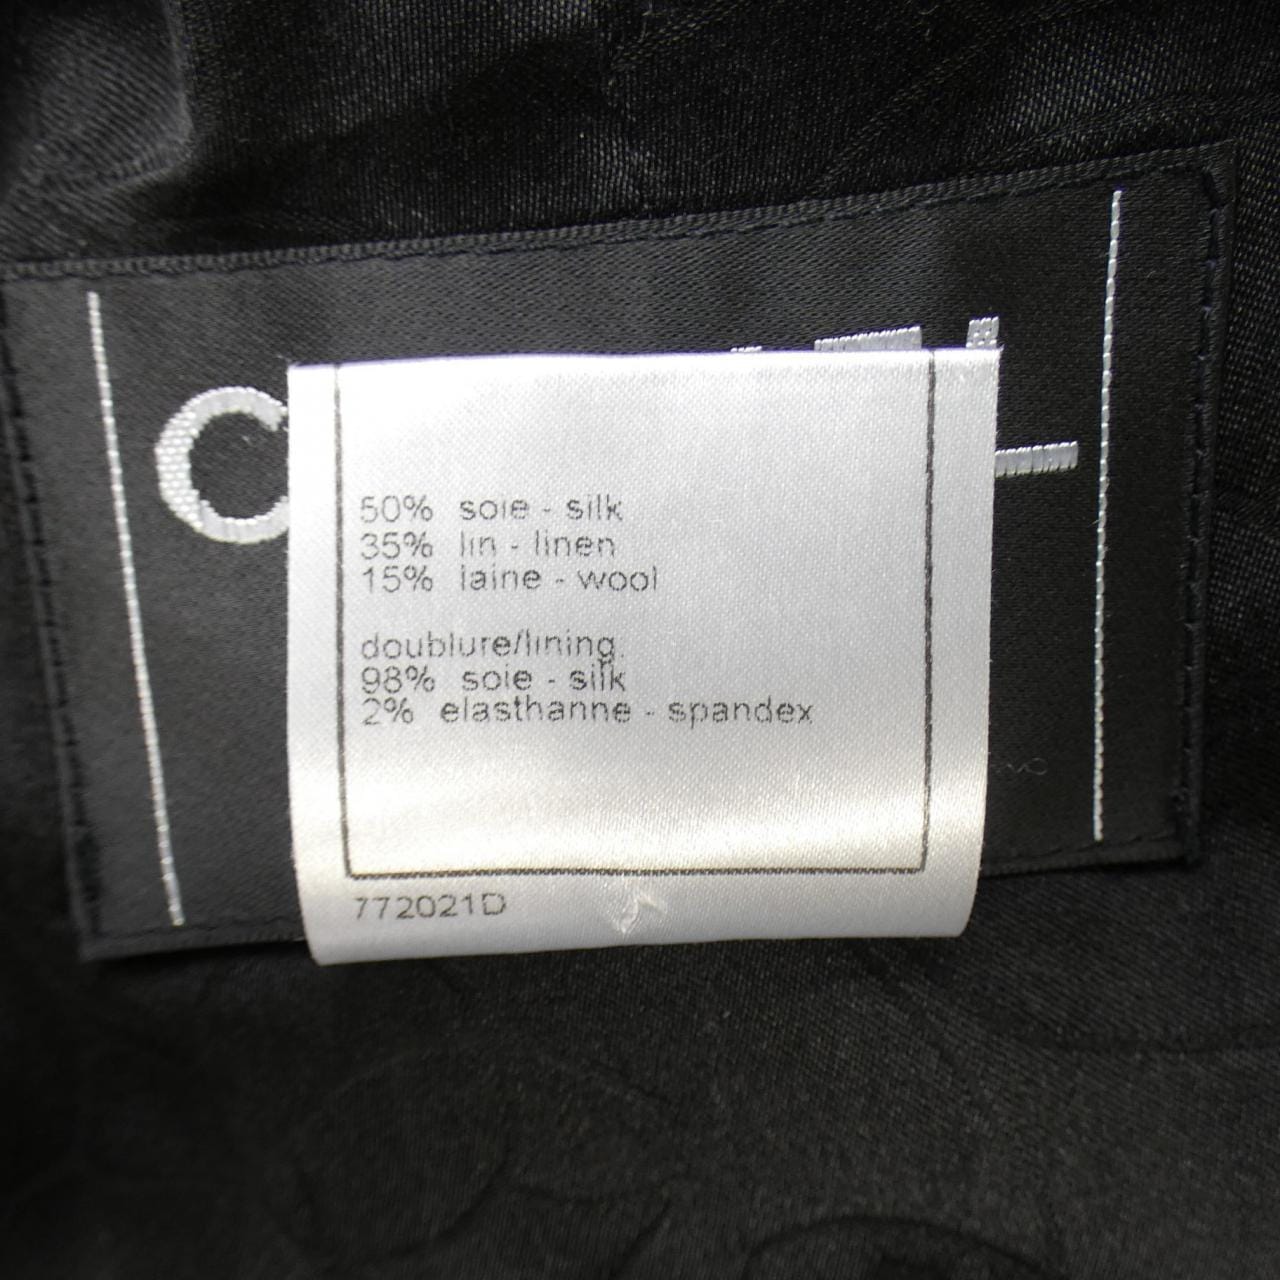 C
50% soie - silk
35% lin - linen
15% laine - wool
doublure/lining.
98% soie - silk
2% elasthanne - spandex
772021D